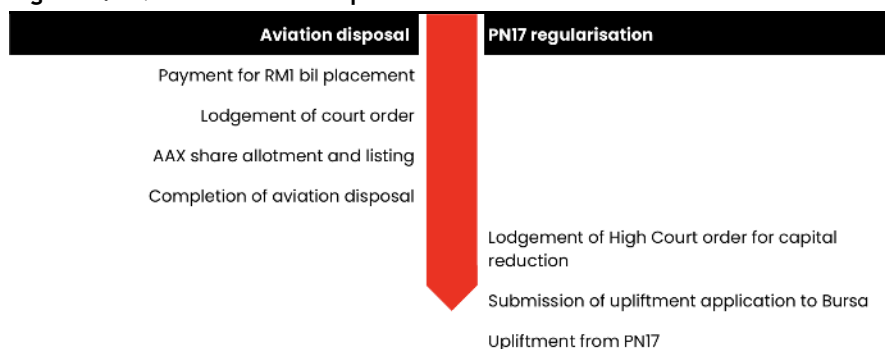 Aviation disposal
PN17 regularisation
Payment for RM1 bil placement
Lodgement of court order
AAX share allotment and listing
Completion of aviation disposal
Lodgement of High Court order for capital
reduction
Submission of upliftment application to Bursa
Upliftment from PN17